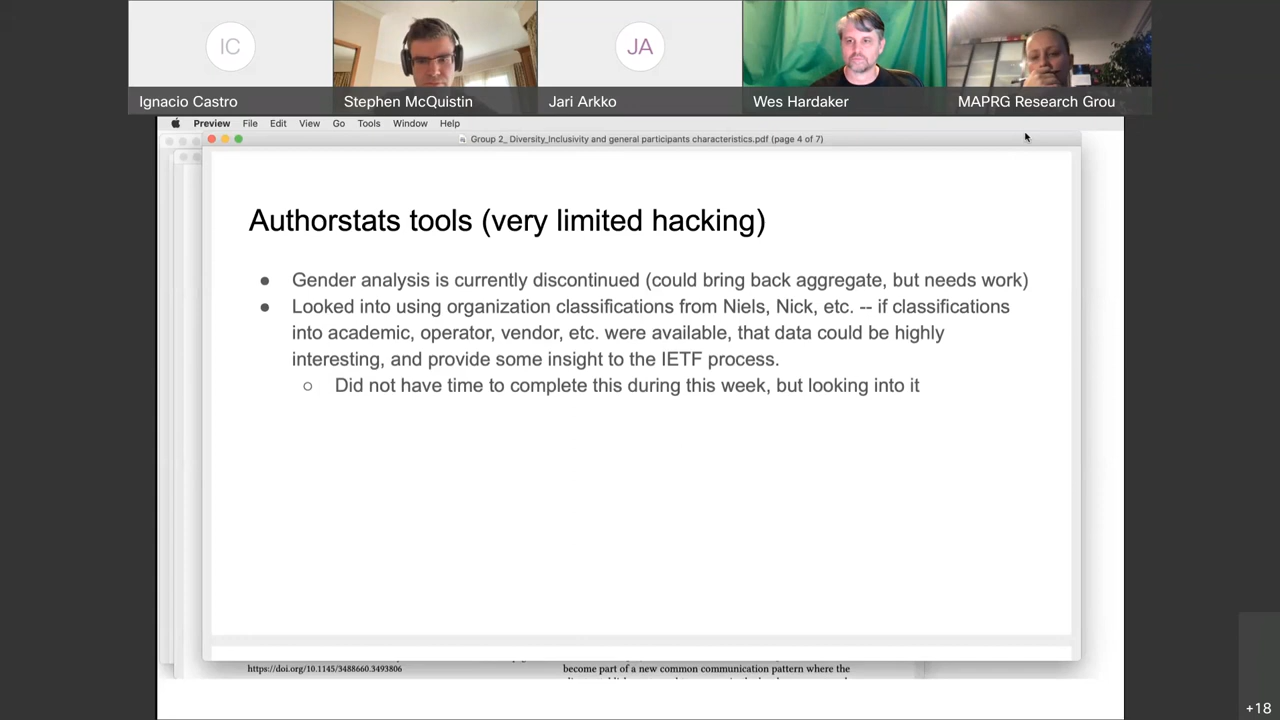 IC
JA
Ignacio Castro
Stephen McQuistin
Jari Arkko
Wes Hardaker
MAPRG Research Grou
Preview File Edit View Go Tools Window Help
Group 2_ Diversity_Inclusivity and general participants characteristics.pdf (page 4 of 7)
Authorstats tools (very limited hacking)
● Gender analysis is currently discontinued (could bring back aggregate, but needs work)
● Looked into using organization classifications from Niels, Nick, etc. -- if classifications
into academic, operator, vendor, etc. were available, that data could be highly
interesting, and provide some insight to the IETF process.
○ Did not have time to complete this during this week, but looking into it
https://doi.org/10.1145/3488660.3493806
become part of a new common communication pattern where the
+18